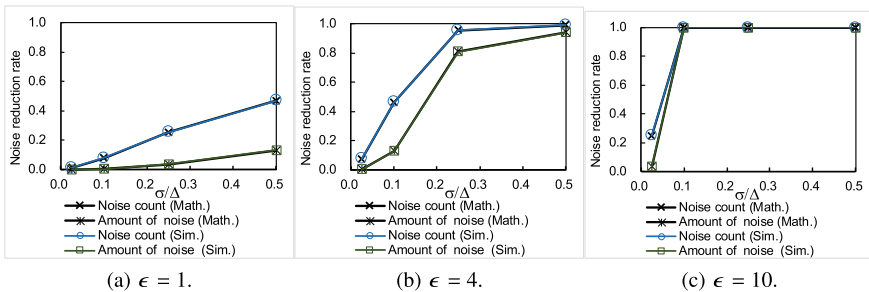 Noise reduction rate
1.0
0.8
0.6
0.4
0.2
0.0
0.0 0.1 0.2 0.3 0.4 0.5
σ/Δ
Noise count (Math.)
Amount of noise (Math.)
Noise count (Sim.)
Amount of noise (Sim.)
(a) ϵ = 1.
Noise reduction rate
1.0
0.8
0.6
0.4
0.2
0.0
0.0 0.1 0.2 0.3 0.4 0.5
σ/Δ
Noise count (Math.)
Amount of noise (Math.)
Noise count (Sim.)
Amount of noise (Sim.)
(b) ϵ = 4.
Noise reduction rate
1.0
0.8
0.6
0.4
0.2
0.0
0.0 0.1 0.2 0.3 0.4 0.5
σ/Δ
Noise count (Math.)
Amount of noise (Math.)
Noise count (Sim.)
Amount of noise (Sim.)
(c) ϵ = 10.